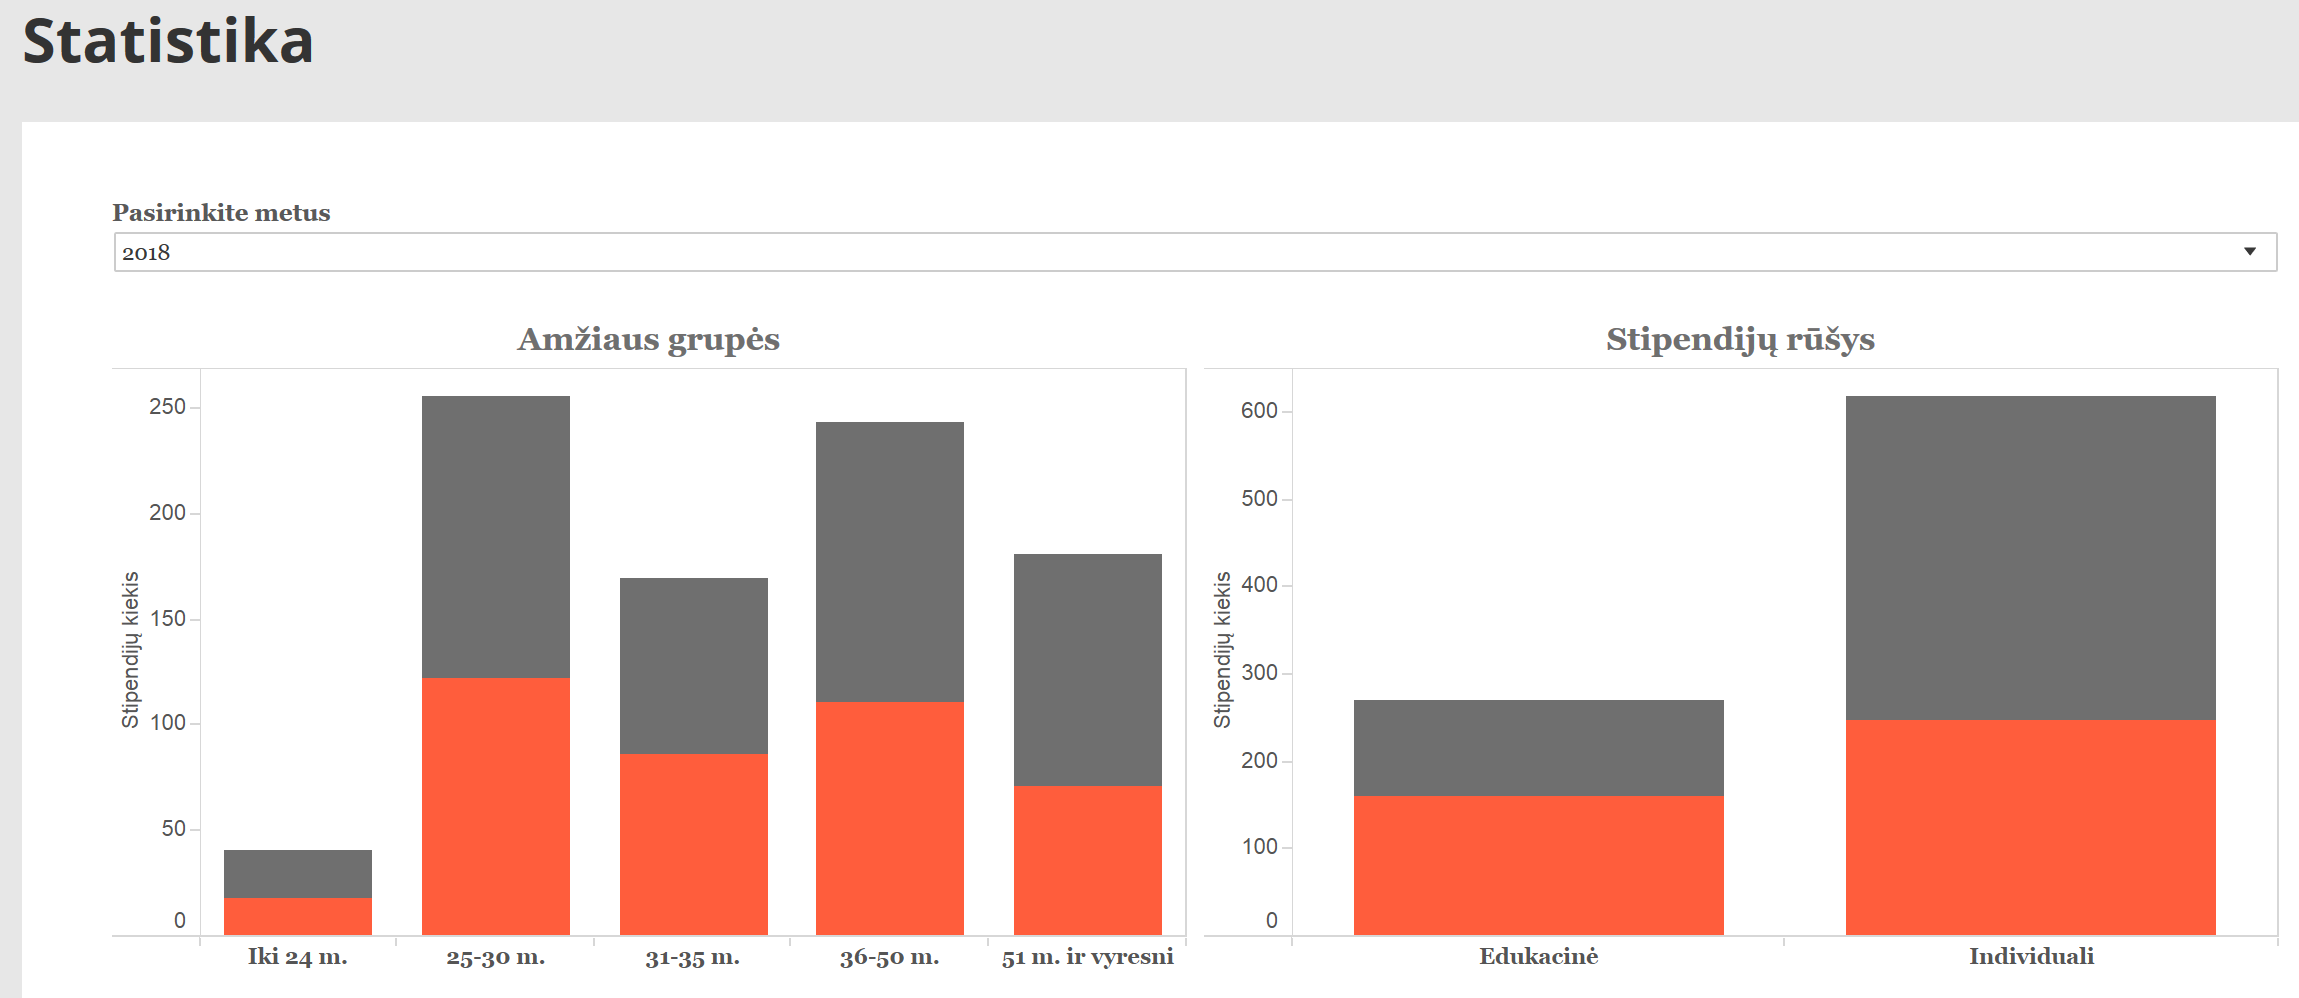 Statistika
Pasirinkite metus
2018
Amžiaus grupės
250
200
150
100
50
0
Stipendijų kiekis
Iki 24 m.
25-30 m.
31-35 m.
36-50 m.
51 m. ir vyresni
Stipendijų rūšys
600
500
400
300
200
100
0
Stipendijų kiekis
Edukacinė
Individuali